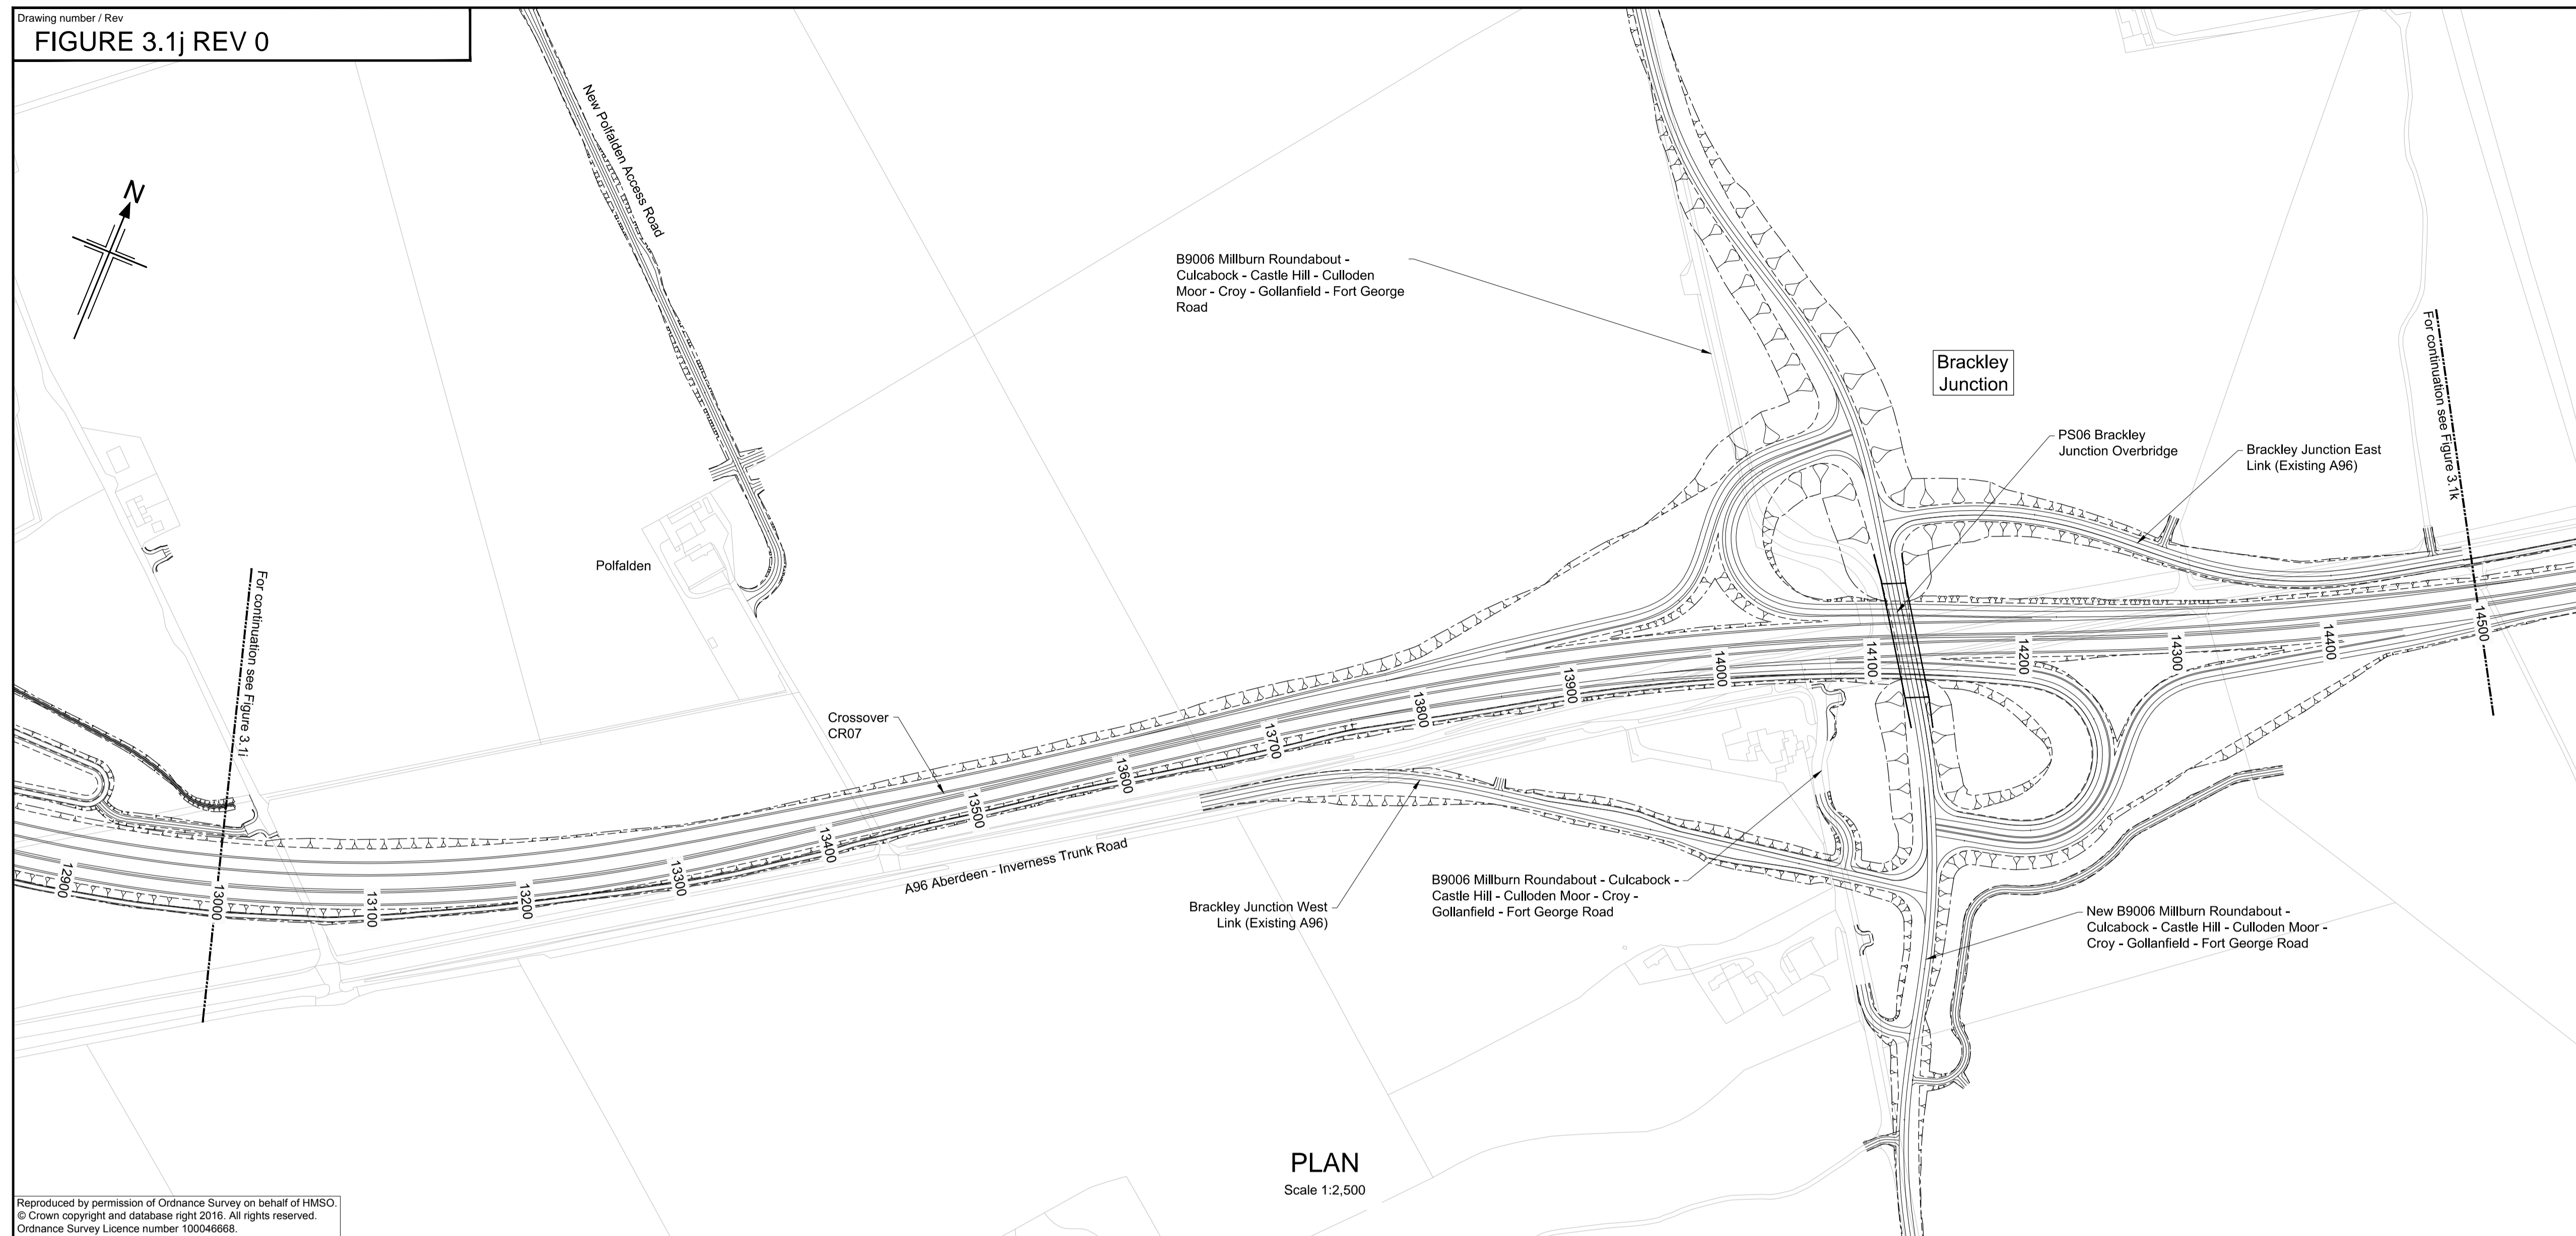 Drawing number / Rev
FIGURE 3.1j REV 0
N
New Polfalden Access Road
B9006 Millburn Roundabout -
Culcabock - Castle Hill - Culloden
Moor - Croy - Gollanfield - Fort George
Road
Brackley
Junction
PS06 Brackley
Junction Overbridge
Brackley Junction East
Link (Existing A96)
For continuation see Figure 3.1k
Polfalden
For continuation see Figure 3.1i
Crossover
CR07
12900
13000
13100
13200
13300
13400
13500
13600
13700
13800
13900
14000
14100
14200
14300
14400
14500
A96 Aberdeen - Inverness Trunk Road
Brackley Junction West
Link (Existing A96)
B9006 Millburn Roundabout - Culcabock -
Castle Hill - Culloden Moor - Croy -
Gollanfield - Fort George Road
New B9006 Millburn Roundabout -
Culcabock - Castle Hill - Culloden Moor -
Croy - Gollanfield - Fort George Road
PLAN
Scale 1:2,500
Reproduced by permission of Ordnance Survey on behalf of HMSO.
© Crown copyright and database right 2016. All rights reserved.
Ordnance Survey Licence number 100046668.